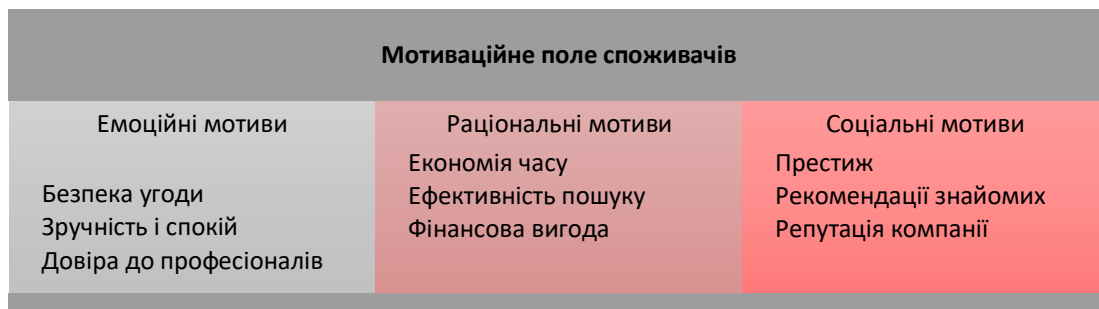 Мотиваційне поле споживачів
Емоційні мотиви
Безпека угоди
Зручність і спокій
Довіра до професіоналів
Раціональні мотиви
Економія часу
Ефективність пошуку
Фінансова вигода
Соціальні мотиви
Престиж
Рекомендації знайомих
Репутація компанії